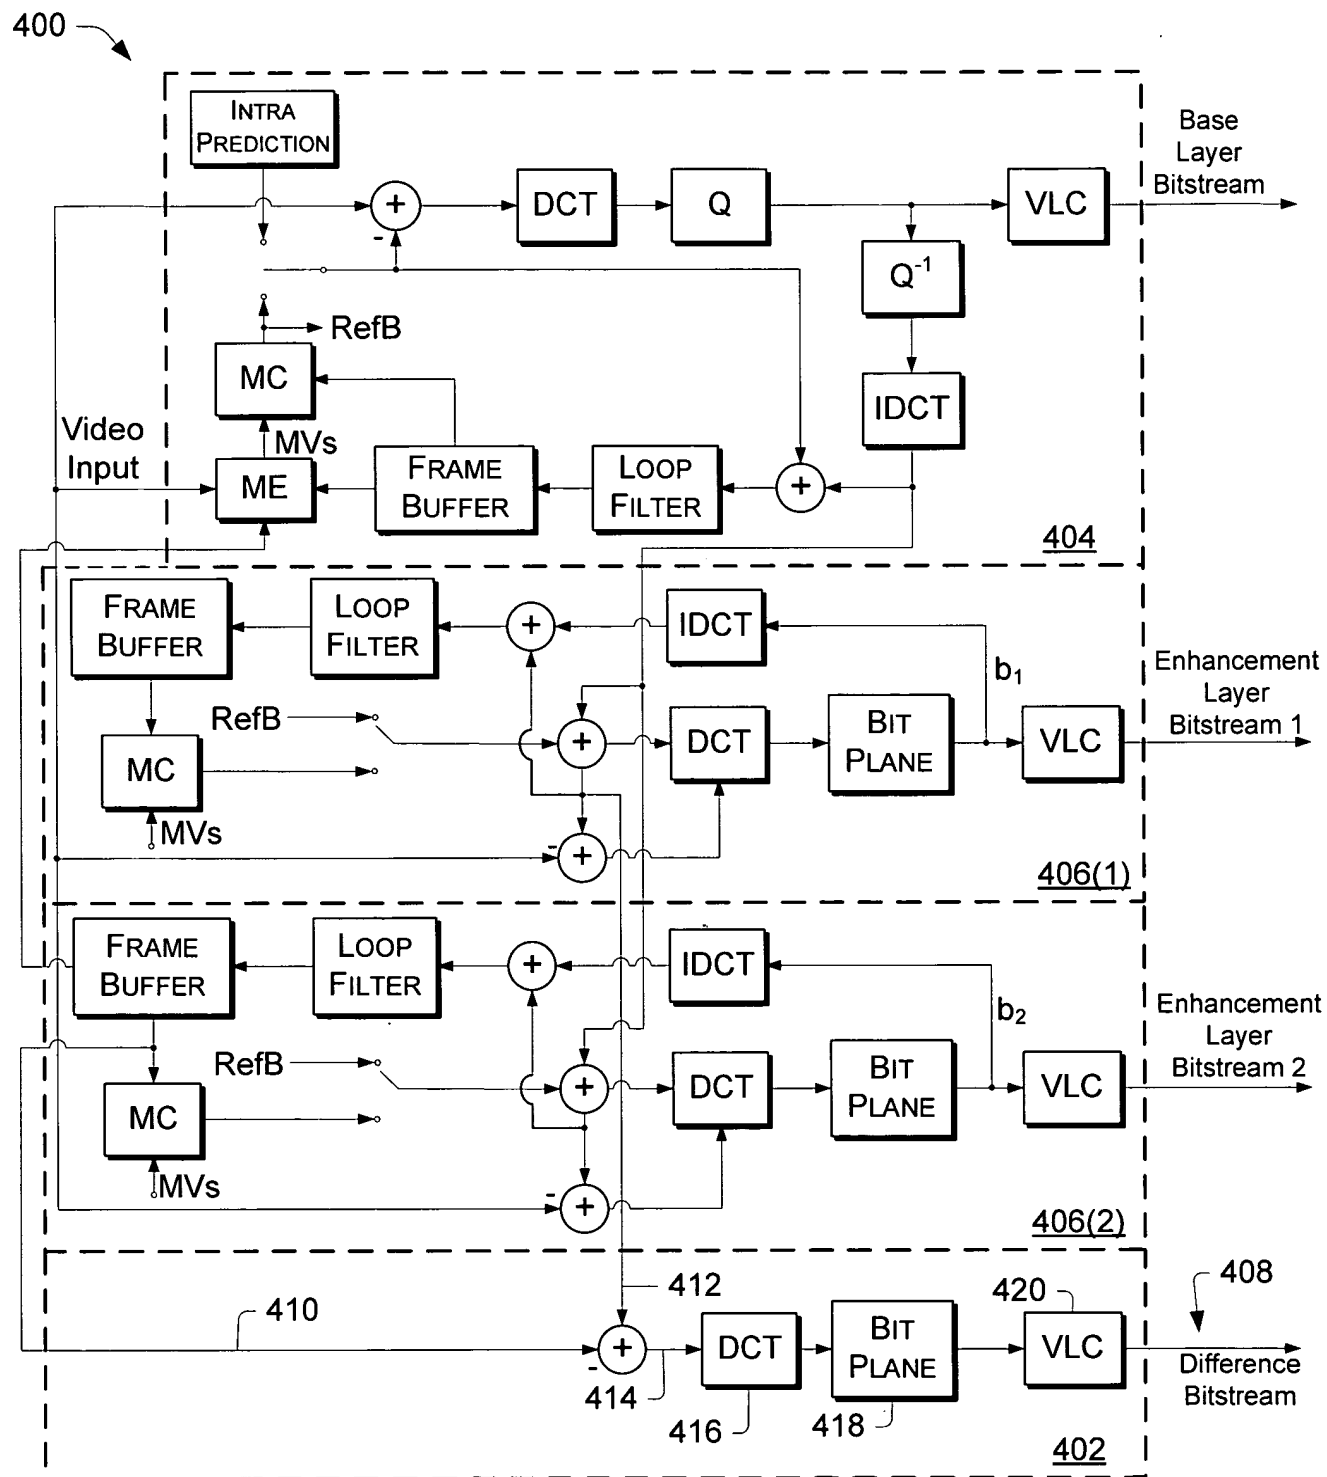 400
INTRA
PREDICTION
Base
Layer
Bitstream
+
-
DCT
Q
VLC
Q-1
RefB
MC
IDCT
Video
Input
MVs
ME
FRAME
BUFFER
LOOP
FILTER
+
404
FRAME
BUFFER
LOOP
FILTER
+
IDCT
b1
Enhancement
Layer
Bitstream 1
RefB
MC
+
DCT
BIT
PLANE
VLC
MVs
-
+
406(1)
FRAME
BUFFER
LOOP
FILTER
+
IDCT
b2
Enhancement
Layer
Bitstream 2
RefB
MC
+
DCT
BIT
PLANE
VLC
MVs
-
+
406(2)
410
412
420
408
-
+
DCT
BIT
PLANE
VLC
Difference
Bitstream
414
416
418
402